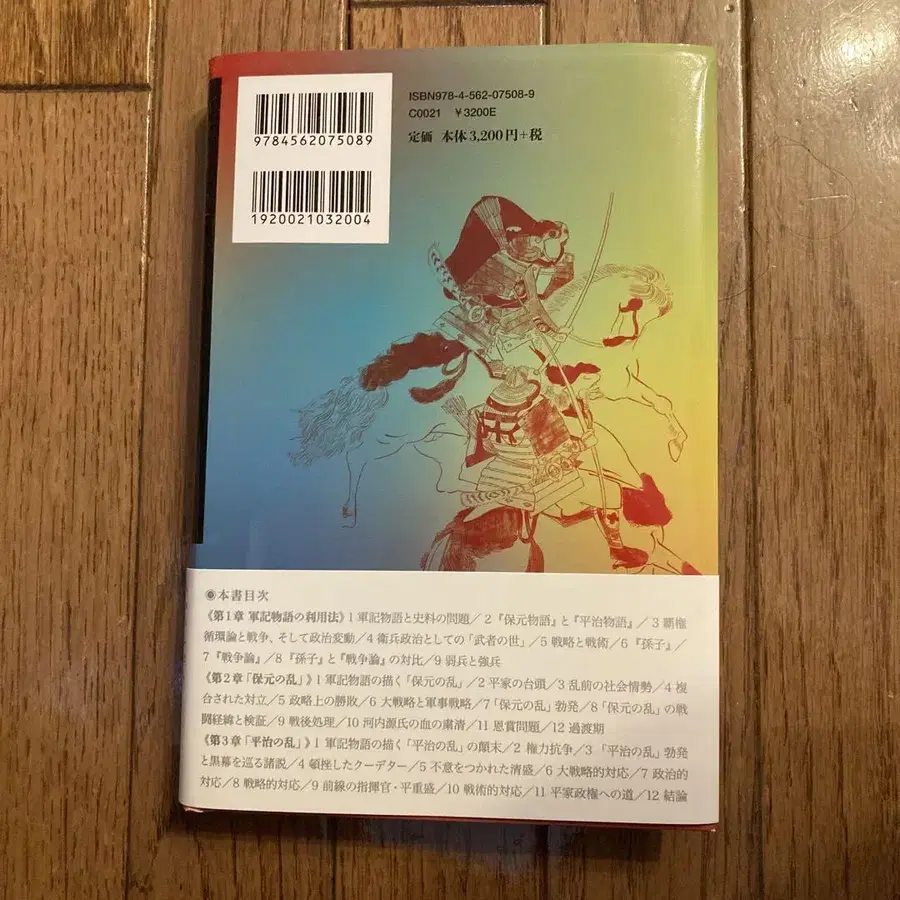 9784562075089
1920021032004
ISBN978-4-562-07508-9
C0021 ¥3200E
定価 本体3,200円+税
◉本書目次
《第1章 軍記物語の利用法》1 軍記物語と史料の問題/2『保元物語』と『平治物語』/3 覇権
循環論と戦争、そして政治変動/4 衛兵政治としての「武者の世」/5 戦略と戦術/6『孫子』/
7『戦争論』/8『孫子』と『戦争論』の対比/9 弱兵と強兵
《第2章「保元の乱」》1 軍記物語の描く「保元の乱」/2 平家の台頭/3 乱前の社会情勢/4 複
合された対立/5 政略上の勝敗/6 大戦略と軍事戦略/7「保元の乱」勃発/8「保元の乱」の戦
闘経緯と検証/9 戦後処理/10 河内源氏の血の粛清/11 恩賞問題/12 過渡期
《第3章「平治の乱」》1 軍記物語の描く「平治の乱」の顛末/2 権力抗争/3 「平治の乱」勃発
と黒幕を巡る諸説/4 頓挫したクーデター/5 不意をつかれた清盛/6 大戦略的対応/7 政治的
対応/8 戦略的対応/9 前線の指揮官・平重盛/10 戦術的対応/11 平家政権への道/12 結論